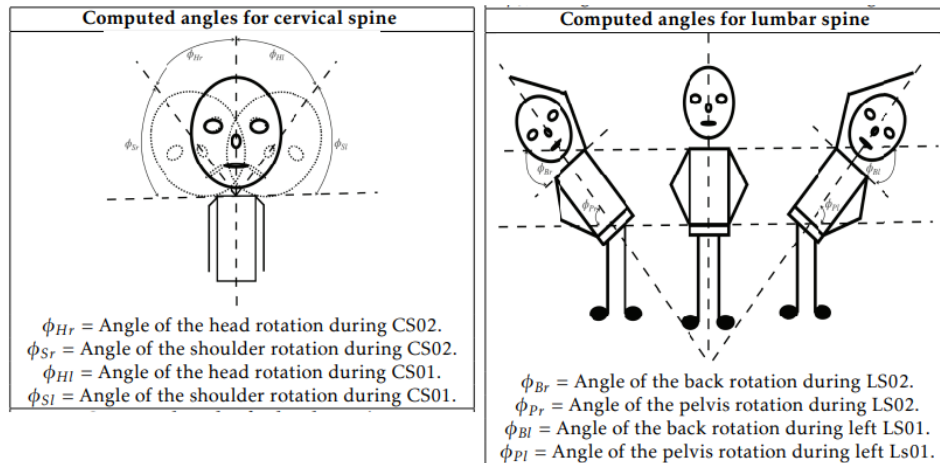 Computed angles for cervical spine
ϕHr
ϕHl
ϕSr
ϕSl
ϕHr = Angle of the head rotation during CS02.
ϕSr = Angle of the shoulder rotation during CS02.
ϕHl = Angle of the head rotation during CS01.
ϕSl = Angle of the shoulder rotation during CS01.
Computed angles for lumbar spine
ϕBr
ϕBl
ϕPr
ϕPl
ϕBr = Angle of the back rotation during LS02.
ϕPr = Angle of the pelvis rotation during LS02.
ϕBl = Angle of the back rotation during left LS01.
ϕPl = Angle of the pelvis rotation during left Ls01.